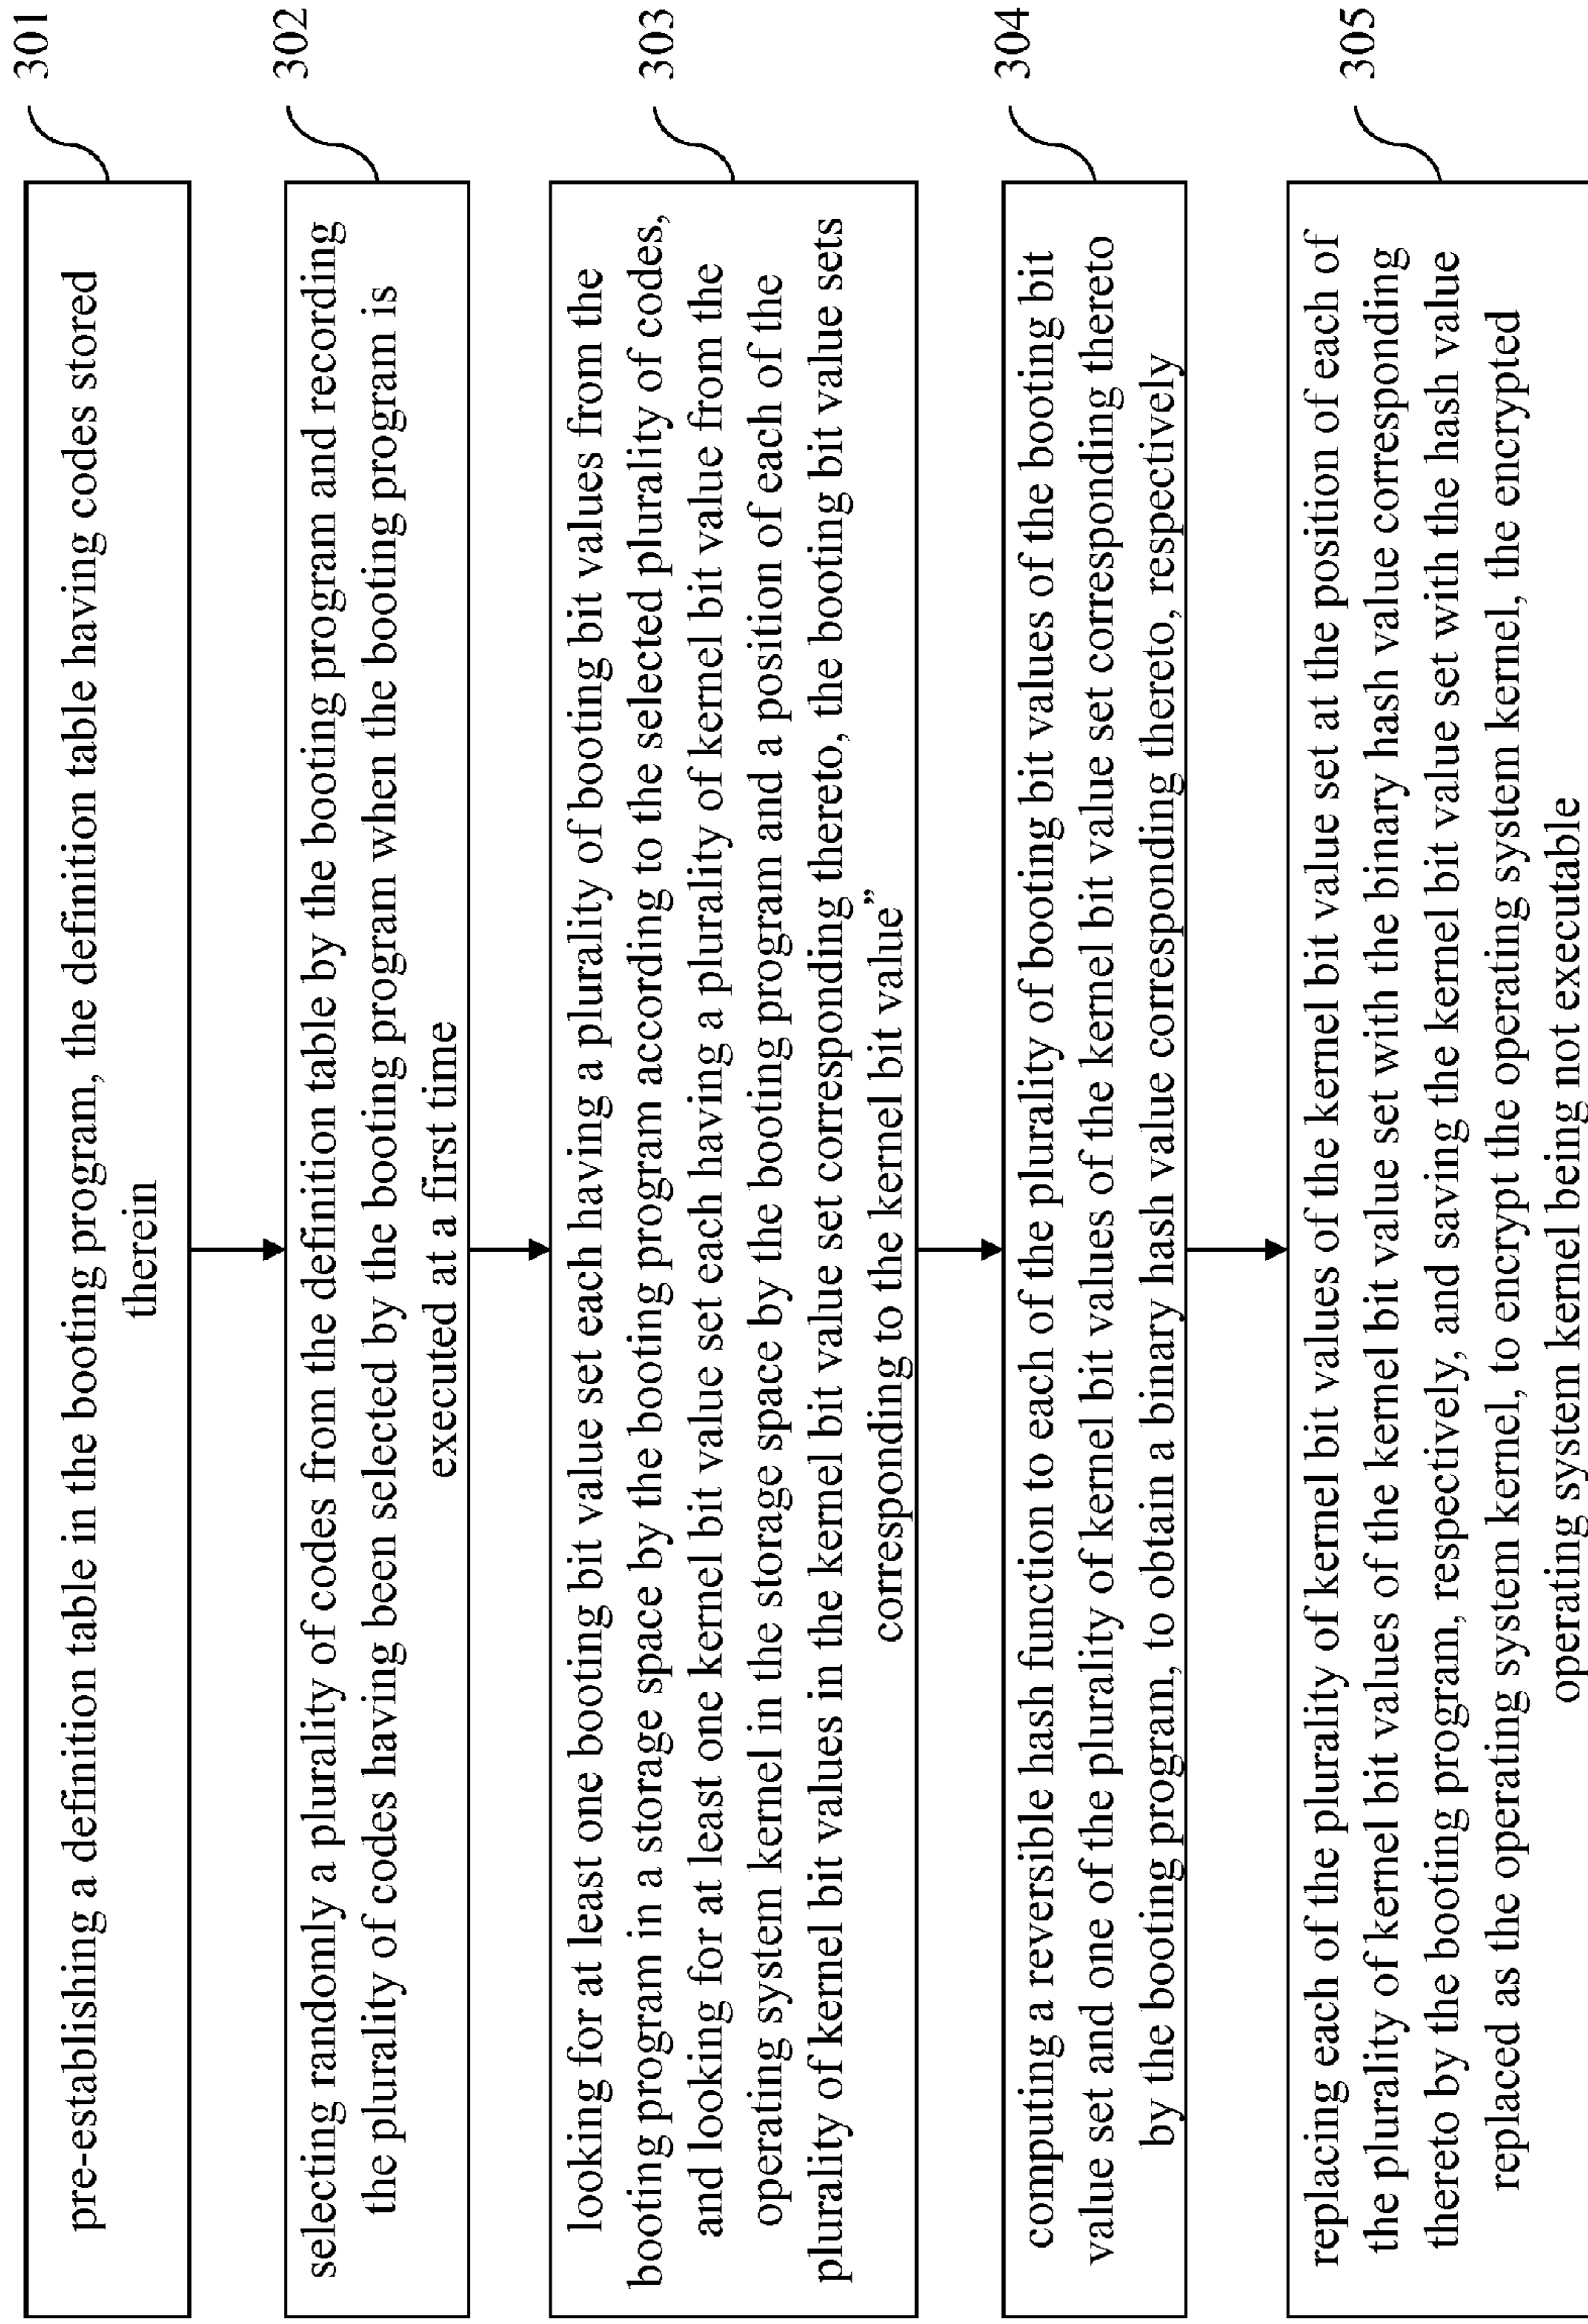 pre-establishing a definition table in the booting program, the definition table having codes stored
therein
301
selecting randomly a plurality of codes from the definition table by the booting program and recording
the plurality of codes having been selected by the booting program when the booting program is
executed at a first time
302
looking for at least one booting bit value set each having a plurality of booting bit values from the
booting program in a storage space by the booting program according to the selected plurality of codes,
and looking for at least one kernel bit value set each having a plurality of kernel bit value from the
operating system kernel in the storage space by the booting program and a position of each of the
plurality of kernel bit values in the kernel bit value set corresponding thereto, the booting bit value sets
corresponding to the kernel bit value”
303
computing a reversible hash function to each of the plurality of booting bit values of the booting bit
value set and one of the plurality of kernel bit values of the kernel bit value set corresponding thereto
by the booting program, to obtain a binary hash value corresponding thereto, respectively
304
replacing each of the plurality of kernel bit values of the kernel bit value set at the position of each of
the plurality of kernel bit values of the kernel bit value set with the binary hash value corresponding
thereto by the booting program, respectively, and saving the kernel bit value set with the hash value
replaced as the operating system kernel, to encrypt the operating system kernel, the encrypted
operating system kernel being not executable
305